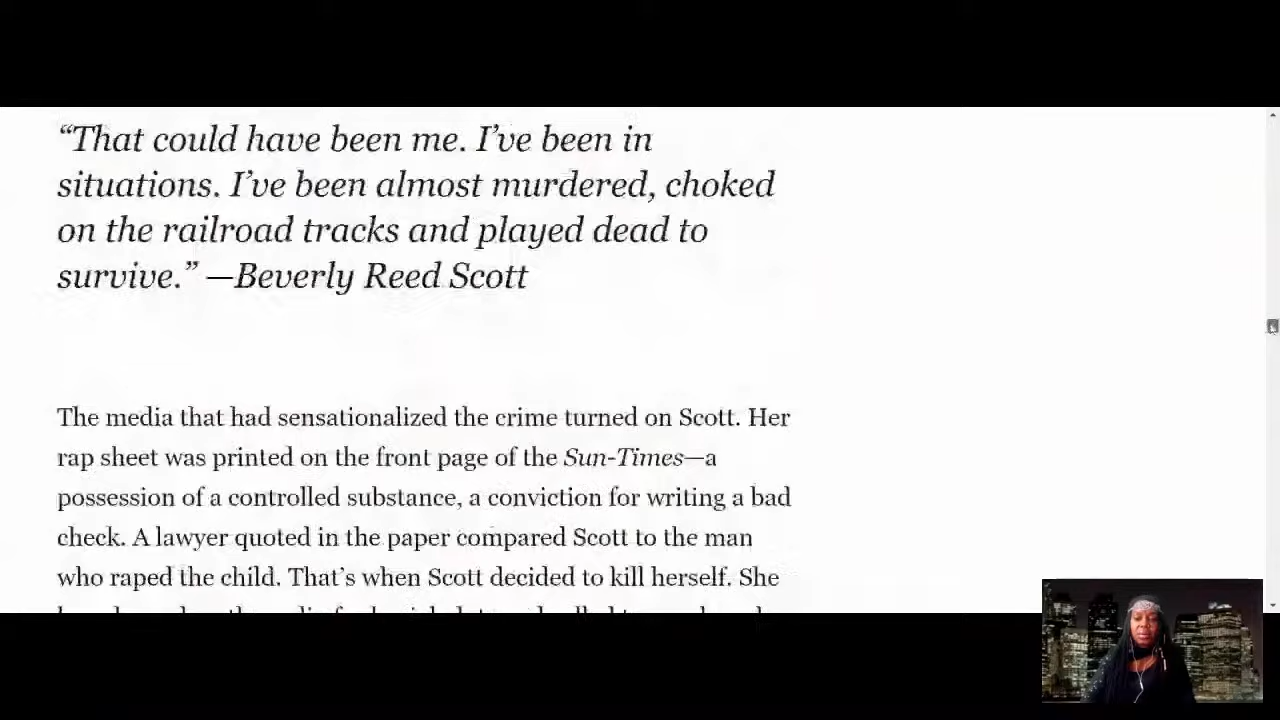 “That could have been me. I’ve been in
situations. I’ve been almost murdered, choked
on the railroad tracks and played dead to
survive.” —Beverly Reed Scott
The media that had sensationalized the crime turned on Scott. Her
rap sheet was printed on the front page of the Sun-Times—a
possession of a controlled substance, a conviction for writing a bad
check. A lawyer quoted in the paper compared Scott to the man
who raped the child. That’s when Scott decided to kill herself. She